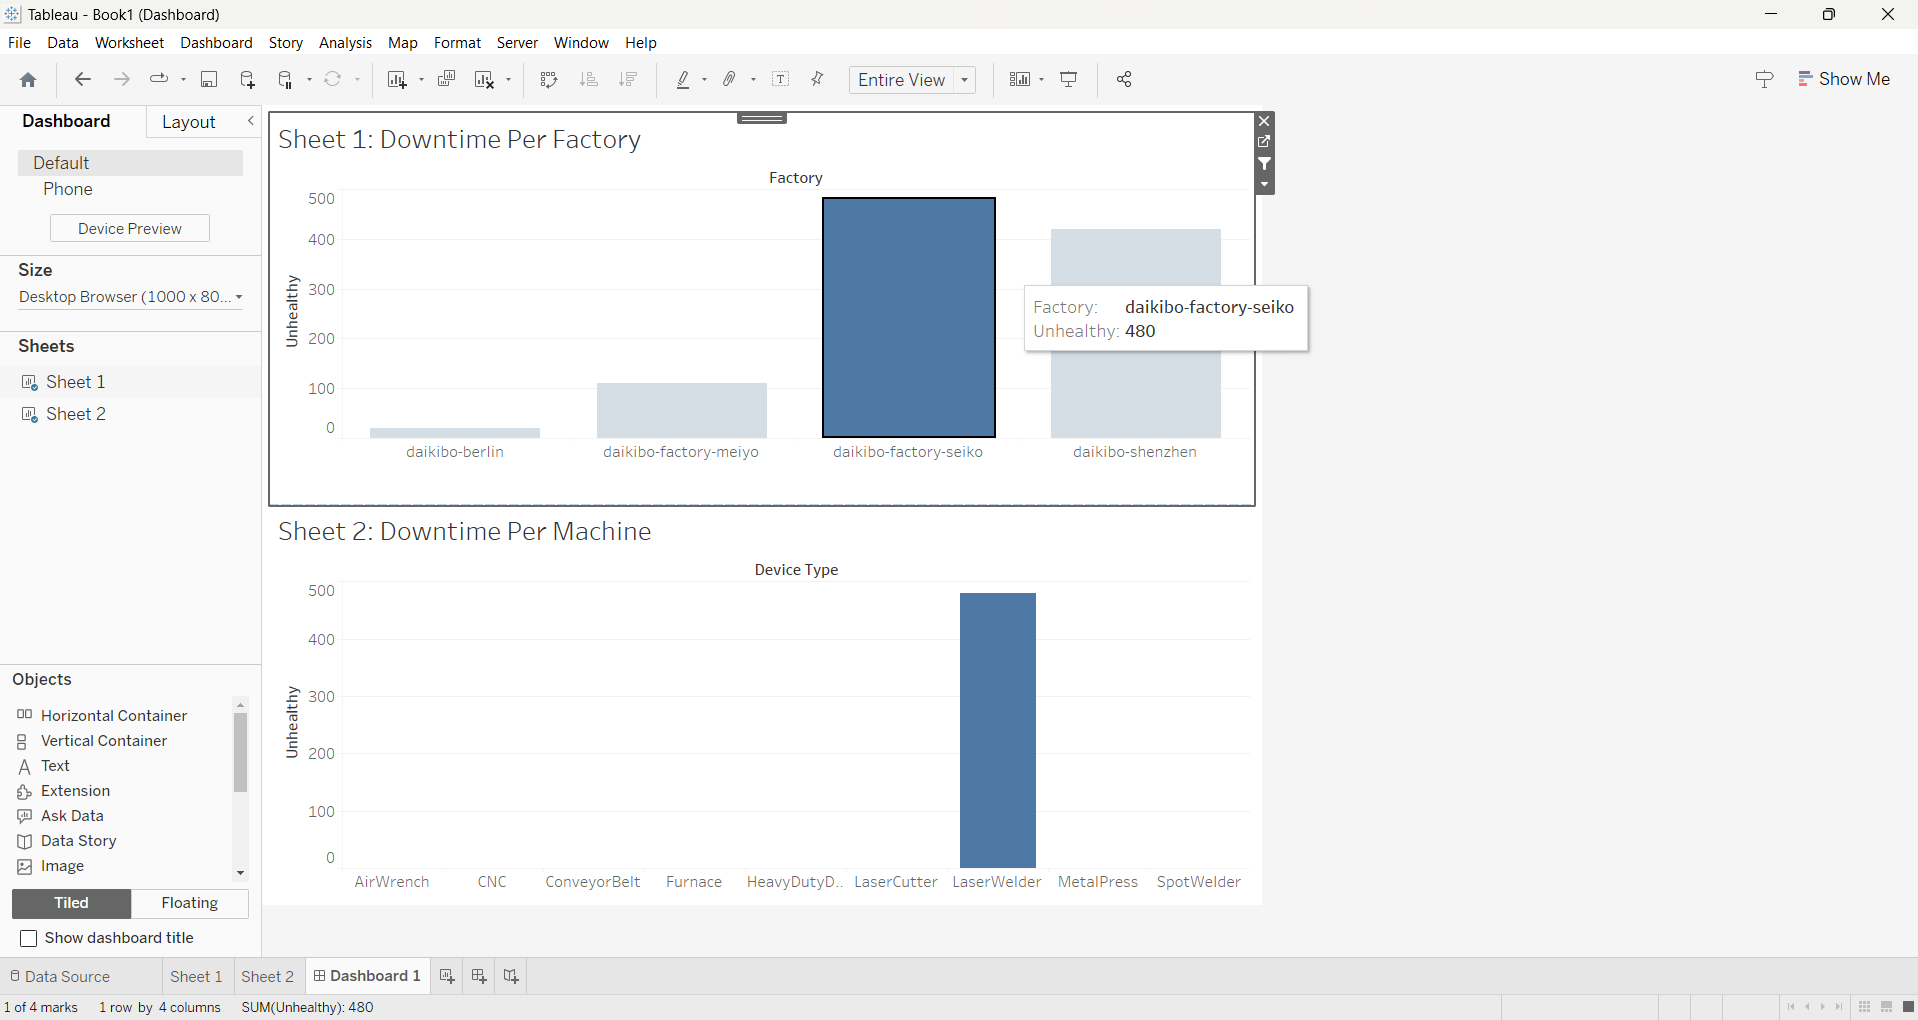 Tableau - Book1 (Dashboard)
File Data Worksheet Dashboard Story Analysis Map Format Server Window Help
Entire View
Show Me
Dashboard
Layout
Default
Phone
Device Preview
Size
Desktop Browser (1000 x 80...
Sheets
Sheet 1
Sheet 2
Objects
Horizontal Container
Vertical Container
Text
Extension
Ask Data
Data Story
Image
Tiled
Floating
Show dashboard title
Sheet 1: Downtime Per Factory
Factory
Unhealthy
500
400
300
200
100
0
daikibo-berlin
daikibo-factory-meiyo
daikibo-factory-seiko
daikibo-shenzhen
Factory: daikibo-factory-seiko
Unhealthy: 480
Sheet 2: Downtime Per Machine
Device Type
Unhealthy
500
400
300
200
100
0
AirWrench
CNC
ConveyorBelt
Furnace
HeavyDutyD..
LaserCutter
LaserWelder
MetalPress
SpotWelder
Data Source
Sheet 1
Sheet 2
Dashboard 1
1 of 4 marks 1 row by 4 columns SUM(Unhealthy): 480